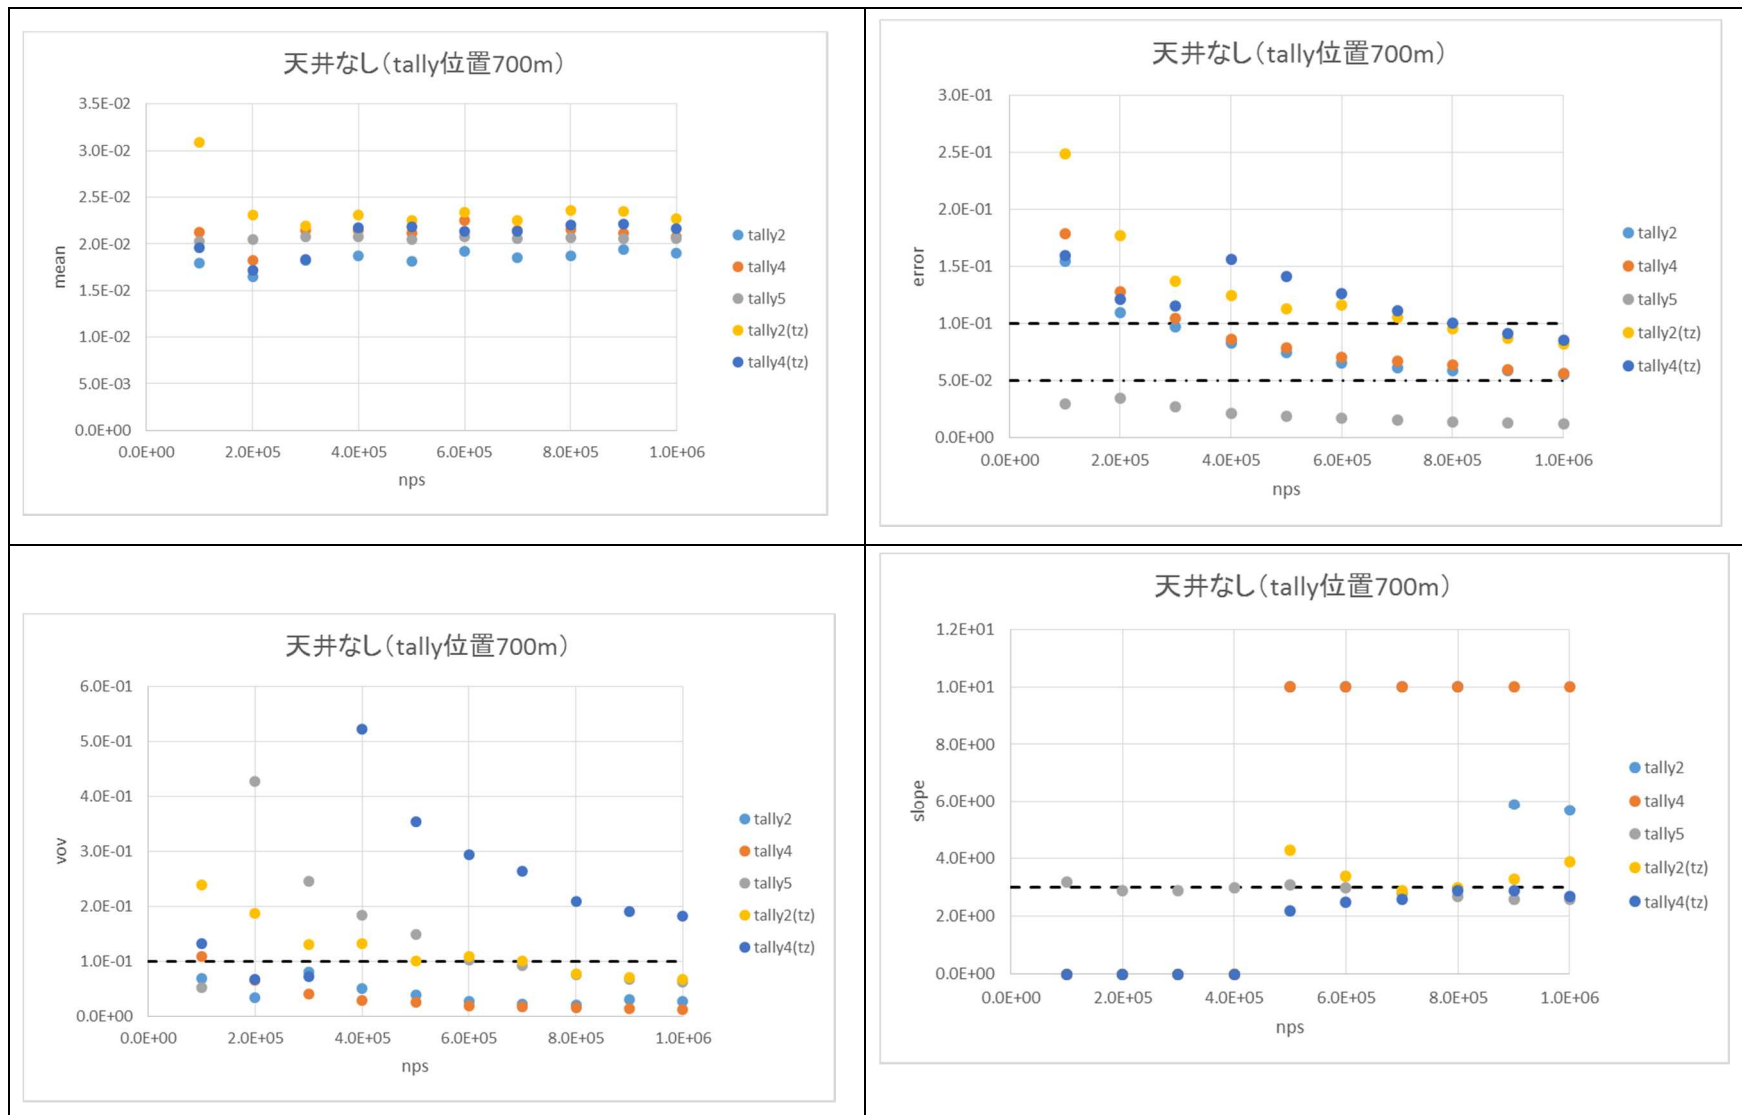 天井なし（tally位置700m）
3.5E-02
3.0E-02
2.5E-02
2.0E-02
1.5E-02
1.0E-02
5.0E-03
0.0E+00
mean
0.0E+00 2.0E+05 4.0E+05 6.0E+05 8.0E+05 1.0E+06
nps
tally2
tally4
tally5
tally2(tz)
tally4(tz)
天井なし（tally位置700m）
3.0E-01
2.5E-01
2.0E-01
1.5E-01
1.0E-01
5.0E-02
0.0E+00
error
0.0E+00 2.0E+05 4.0E+05 6.0E+05 8.0E+05 1.0E+06
nps
tally2
tally4
tally5
tally2(tz)
tally4(tz)
天井なし（tally位置700m）
6.0E-01
5.0E-01
4.0E-01
3.0E-01
2.0E-01
1.0E-01
0.0E+00
vov
0.0E+00 2.0E+05 4.0E+05 6.0E+05 8.0E+05 1.0E+06
nps
tally2
tally4
tally5
tally2(tz)
tally4(tz)
天井なし（tally位置700m）
1.2E+01
1.0E+01
8.0E+00
6.0E+00
4.0E+00
2.0E+00
0.0E+00
slope
0.0E+00 2.0E+05 4.0E+05 6.0E+05 8.0E+05 1.0E+06
nps
tally2
tally4
tally5
tally2(tz)
tally4(tz)